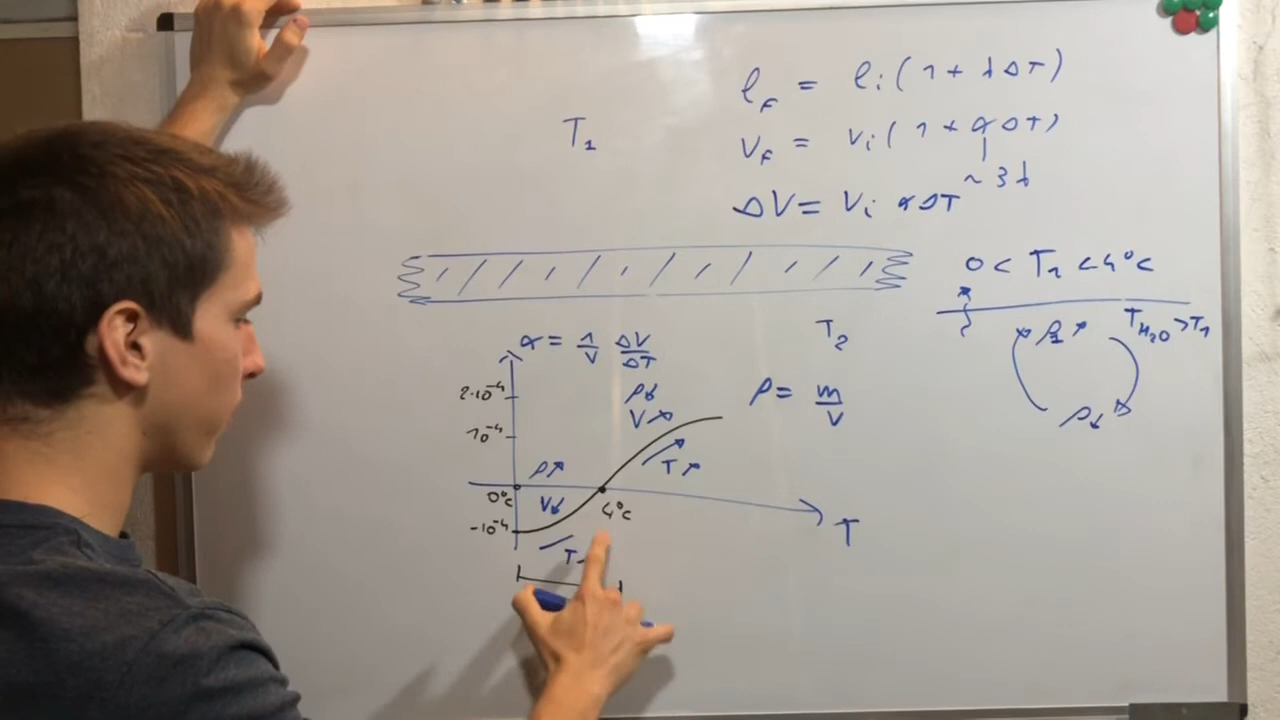 l_f = l_i (1 + λΔT)
T_1
V_f = V_i (1 + αΔT)
~ 3λ
ΔV = V_i αΔT
0 < T_1 < 4°C
T_2
T_H2O > T_1
ρ_1 ↗
ρ↙
α = 1/V ΔV/ΔT
2·10^-4
ρ↙
V↗
ρ = m/V
10^-4
T↗
ρ↗
0°C
V↙
4°C
-10^-4
T
T